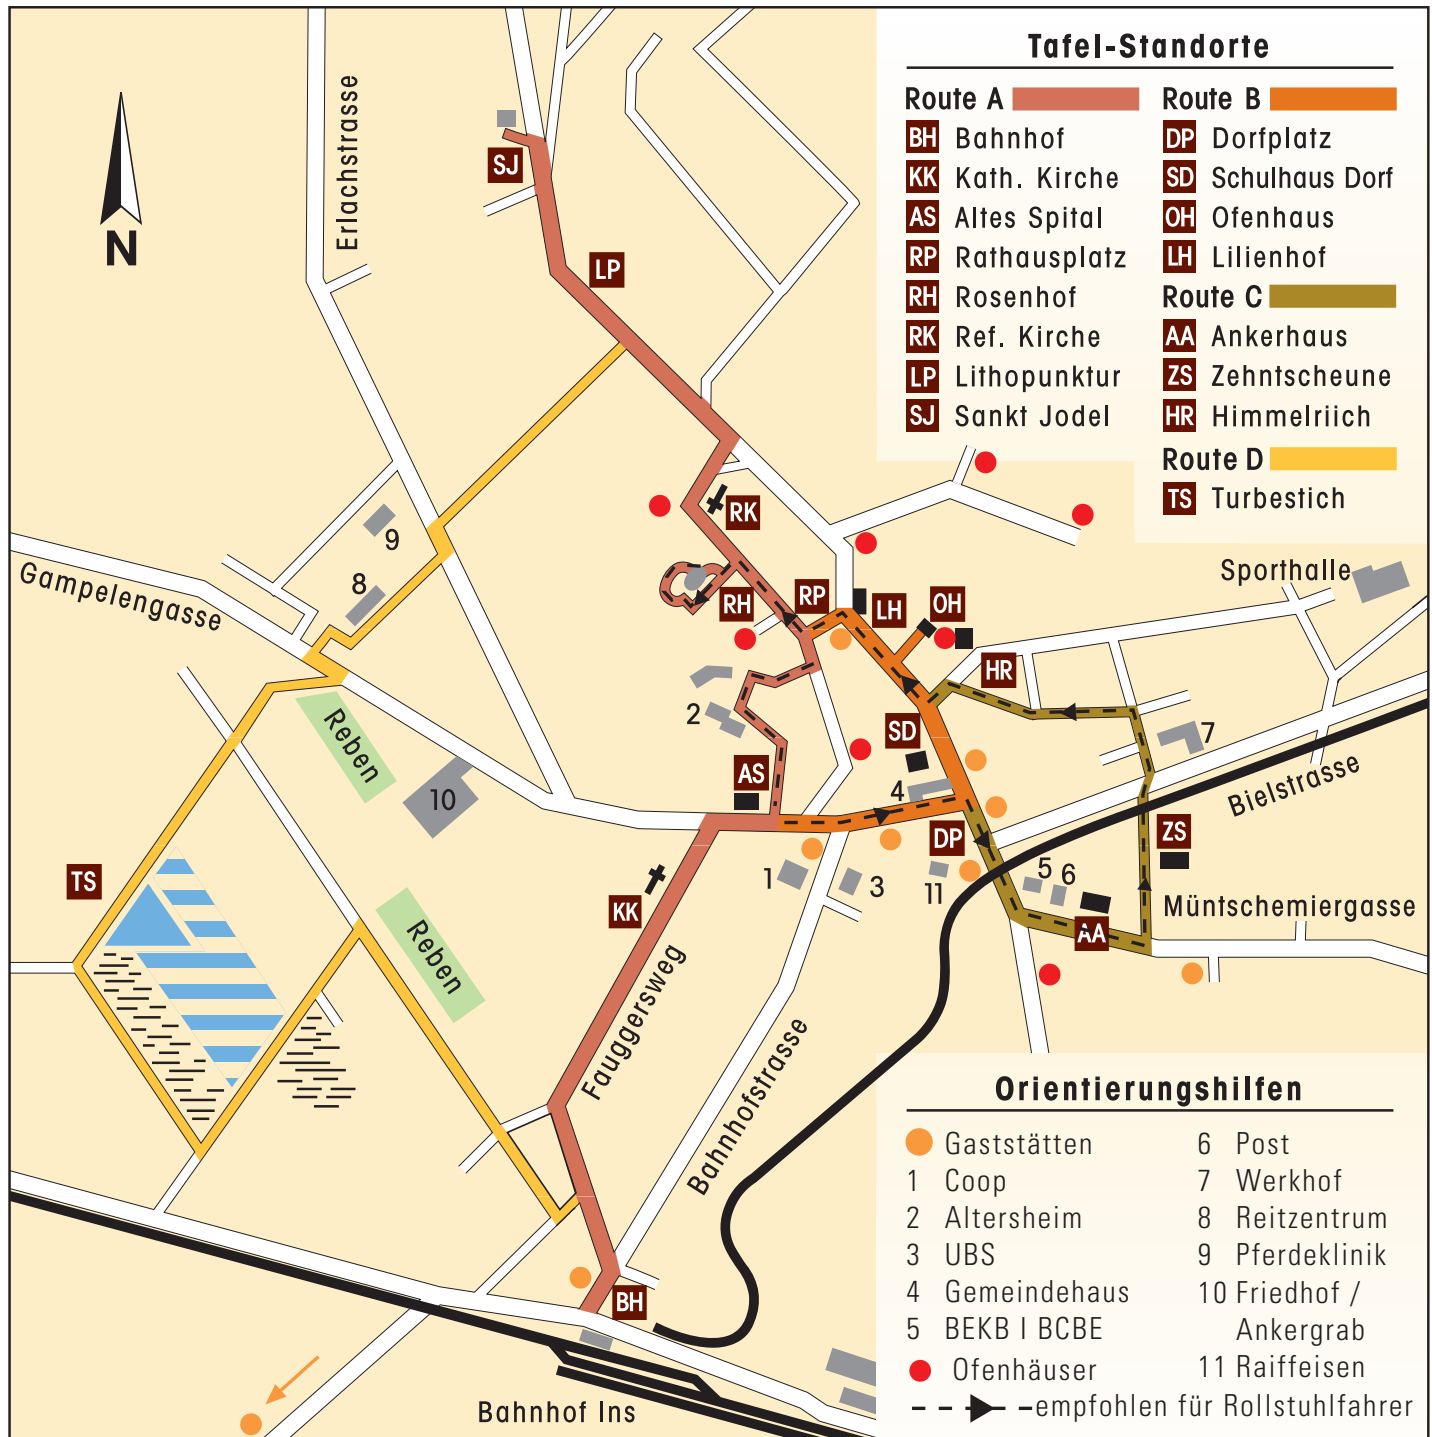 Tafel-Standorte
Route A
BH Bahnhof
KK Kath. Kirche
AS Altes Spital
RP Rathausplatz
RH Rosenhof
RK Ref. Kirche
LP Lithopunktur
SJ Sankt Jodel
Route B
DP Dorfplatz
SD Schulhaus Dorf
OH Ofenhaus
LH Lilienhof
Route C
AA Ankerhaus
ZS Zehntscheune
HR Himmelriich
Route D
TS Turbestich
Erlachstrasse
N
SJ
LP
RK
9
8
Gampelengasse
RH
RP
LH
OH
Sporthalle
HR
2
SD
7
Reben
10
AS
4
Bielstrasse
DP
ZS
TS
1
3
11
5
6
KK
AA
Müntschemiergasse
Reben
Fauggersweg
Bahnhofstrasse
BH
Bahnhof Ins
Orientierungshilfen
Gaststätten
1 Coop
2 Altersheim
3 UBS
4 Gemeindehaus
5 BEKB I BCBE
Ofenhäuser
6 Post
7 Werkhof
8 Reitzentrum
9 Pferdeklinik
10 Friedhof /
Ankergrab
11 Raiffeisen
empfohlen für Rollstuhlfahrer